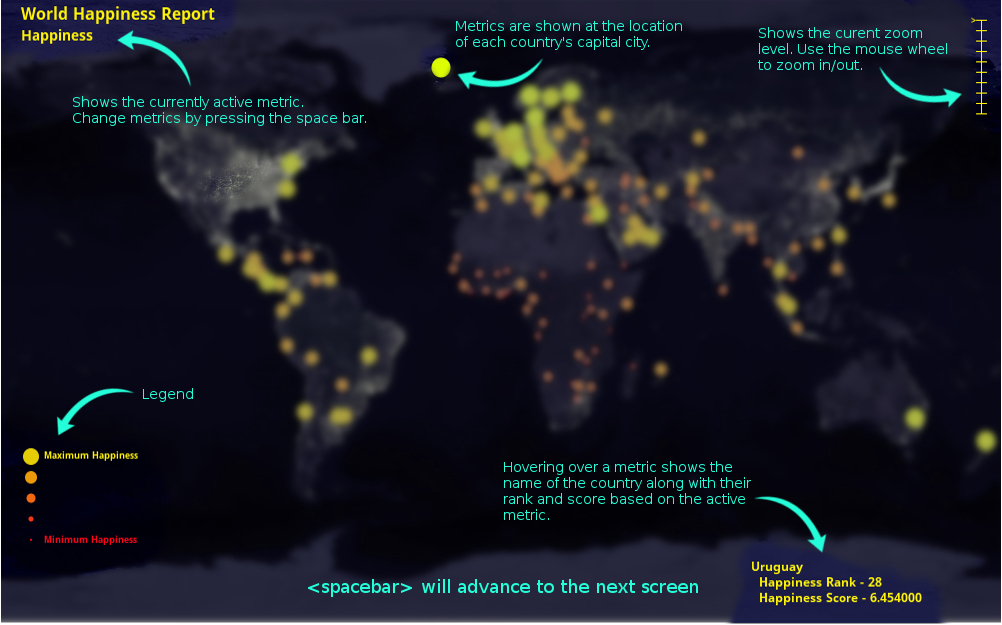 World Happiness Report
Happiness
Metrics are shown at the location
of each country's capital city.
Shows the curent zoom
level. Use the mouse wheel
to zoom in/out.
Shows the currently active metric.
Change metrics by pressing the space bar.
Legend
Maximum Happiness
Minimum Happiness
Hovering over a metric shows the
name of the country along with their
rank and score based on the active
metric.
Uruguay
Happiness Rank - 28
Happiness Score - 6.454000
<spacebar> will advance to the next screen